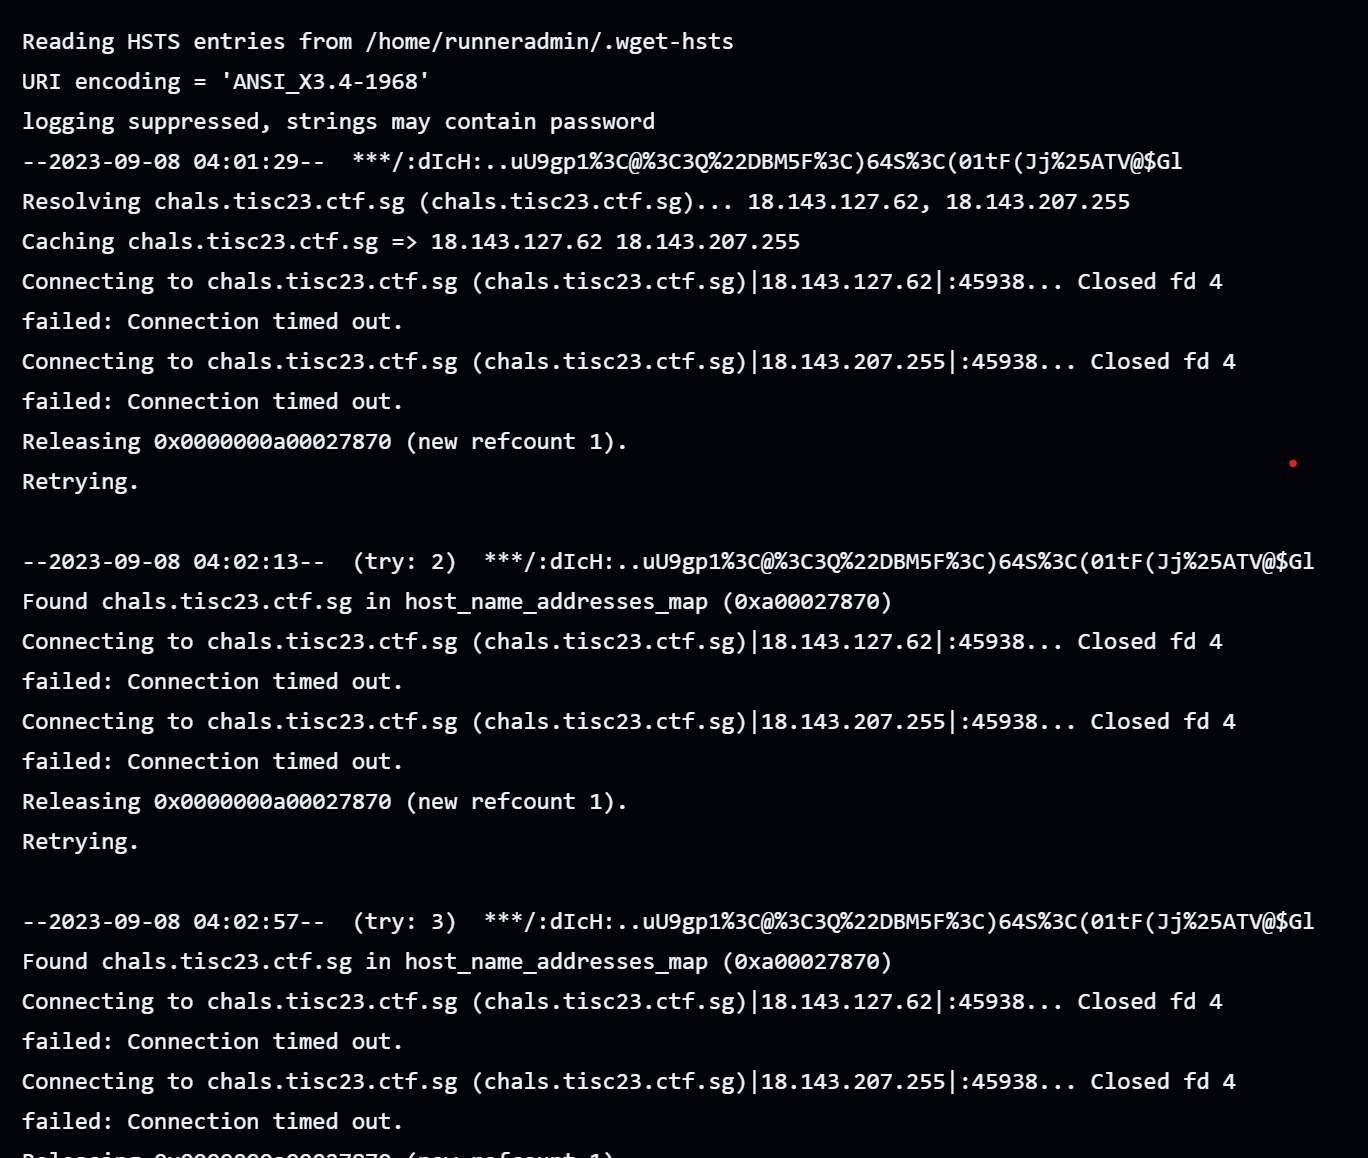 Reading HSTS entries from /home/runneradmin/.wget-hsts
URI encoding = 'ANSI_X3.4-1968'
logging suppressed, strings may contain password
--2023-09-08 04:01:29--  ***/:dIcH:..uU9gp1%3C@%3C3Q%22DBM5F%3C)64S%3C(01tF(Jj%25ATV@$Gl
Resolving chals.tisc23.ctf.sg (chals.tisc23.ctf.sg)... 18.143.127.62, 18.143.207.255
Caching chals.tisc23.ctf.sg => 18.143.127.62 18.143.207.255
Connecting to chals.tisc23.ctf.sg (chals.tisc23.ctf.sg)|18.143.127.62|:45938... Closed fd 4
failed: Connection timed out.
Connecting to chals.tisc23.ctf.sg (chals.tisc23.ctf.sg)|18.143.207.255|:45938... Closed fd 4
failed: Connection timed out.
Releasing 0x0000000a00027870 (new refcount 1).
Retrying.

--2023-09-08 04:02:13--  (try: 2)  ***/:dIcH:..uU9gp1%3C@%3C3Q%22DBM5F%3C)64S%3C(01tF(Jj%25ATV@$Gl
Found chals.tisc23.ctf.sg in host_name_addresses_map (0xa00027870)
Connecting to chals.tisc23.ctf.sg (chals.tisc23.ctf.sg)|18.143.127.62|:45938... Closed fd 4
failed: Connection timed out.
Connecting to chals.tisc23.ctf.sg (chals.tisc23.ctf.sg)|18.143.207.255|:45938... Closed fd 4
failed: Connection timed out.
Releasing 0x0000000a00027870 (new refcount 1).
Retrying.

--2023-09-08 04:02:57--  (try: 3)  ***/:dIcH:..uU9gp1%3C@%3C3Q%22DBM5F%3C)64S%3C(01tF(Jj%25ATV@$Gl
Found chals.tisc23.ctf.sg in host_name_addresses_map (0xa00027870)
Connecting to chals.tisc23.ctf.sg (chals.tisc23.ctf.sg)|18.143.127.62|:45938... Closed fd 4
failed: Connection timed out.
Connecting to chals.tisc23.ctf.sg (chals.tisc23.ctf.sg)|18.143.207.255|:45938... Closed fd 4
failed: Connection timed out.
Releasing 0x0000000a00027870 (new refcount 1)